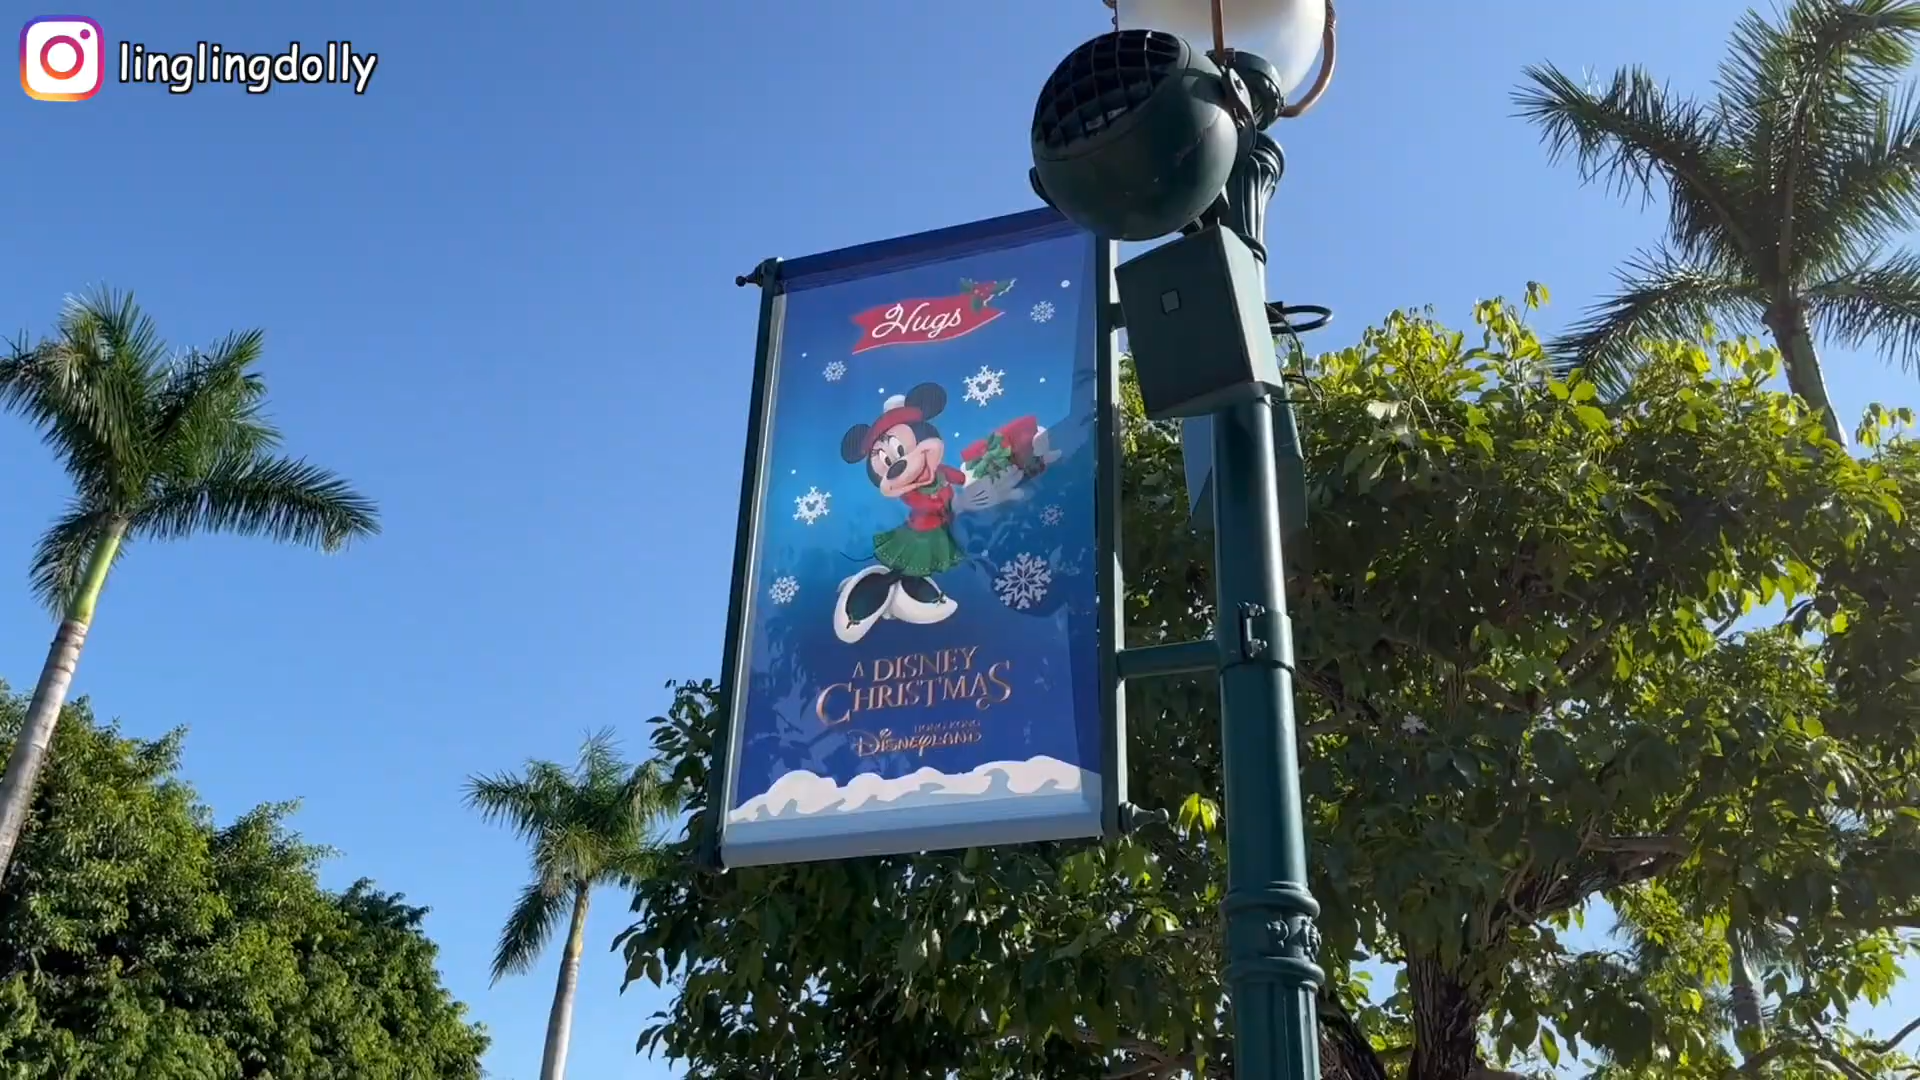 linglingdolly
Hugs
A DISNEY
CHRISTMAS
HONG KONG
DISNEYLAND